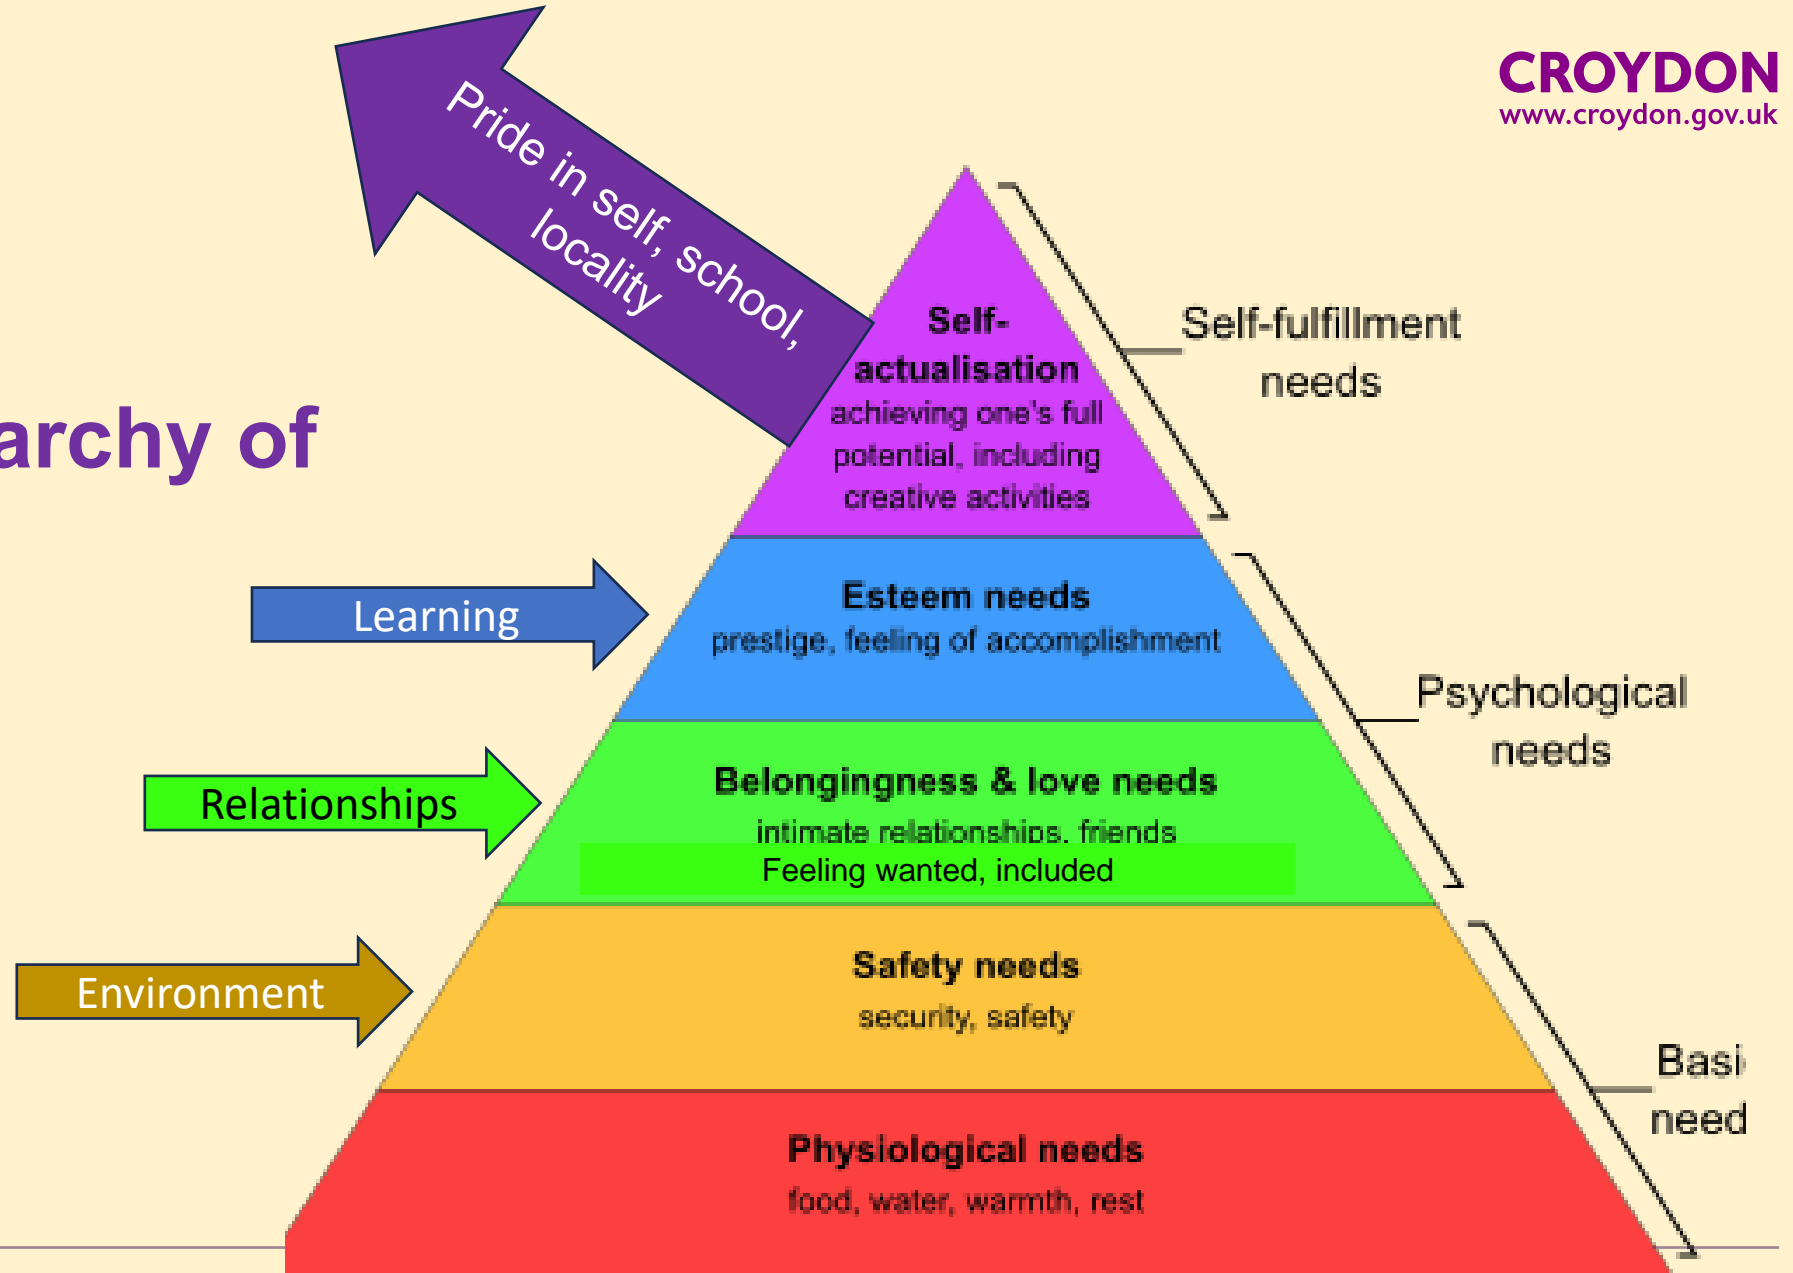 CROYDON
www.croydon.gov.uk
Pride in self, school,
locality
archy of
Self-
actualisation
achieving one's full
potential, including
creative activities
Self-fulfillment
needs
Learning
Esteem needs
prestige, feeling of accomplishment
Psychological
needs
Relationships
Belongingness & love needs
intimate relationships, friends
Feeling wanted, included
Environment
Safety needs
security, safety
Basi
need
Physiological needs
food, water, warmth, rest